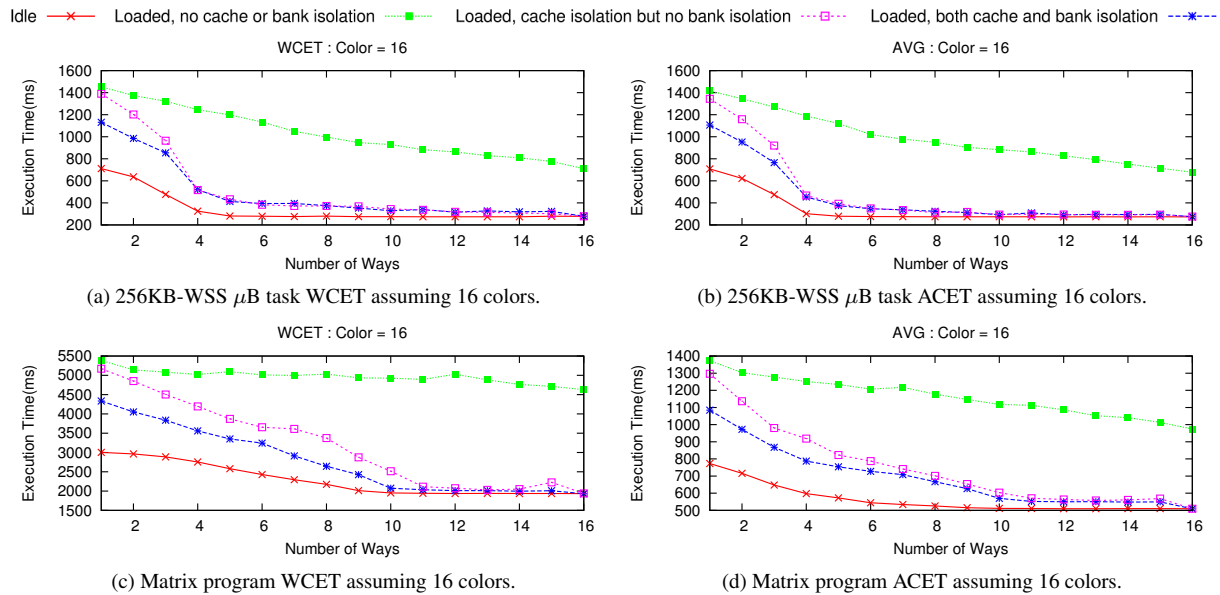 Idle Loaded, no cache or bank isolation Loaded, cache isolation but no bank isolation Loaded, both cache and bank isolation
WCET : Color = 16
Execution Time(ms)
1600
1400
1200
1000
800
600
400
200
2 4 6 8 10 12 14 16
Number of Ways
(a) 256KB-WSS μB task WCET assuming 16 colors.
AVG : Color = 16
Execution Time(ms)
1600
1400
1200
1000
800
600
400
200
2 4 6 8 10 12 14 16
Number of Ways
(b) 256KB-WSS μB task ACET assuming 16 colors.
WCET : Color = 16
Execution Time(ms)
5500
5000
4500
4000
3500
3000
2500
2000
1500
2 4 6 8 10 12 14 16
Number of Ways
(c) Matrix program WCET assuming 16 colors.
AVG : Color = 16
Execution Time(ms)
1400
1300
1200
1100
1000
900
800
700
600
500
2 4 6 8 10 12 14 16
Number of Ways
(d) Matrix program ACET assuming 16 colors.